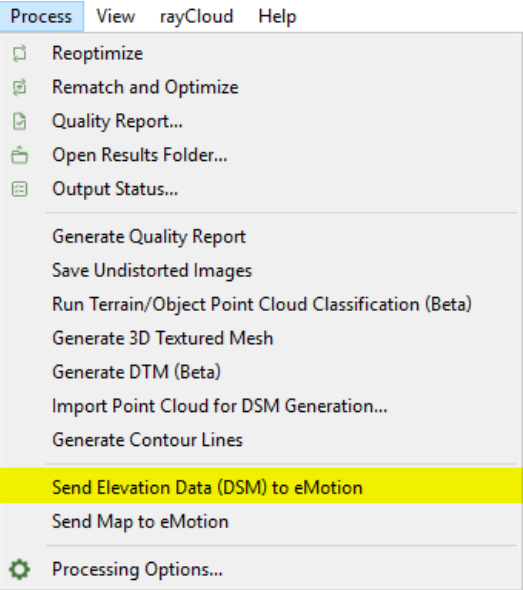 Process View rayCloud Help
Reoptimize
Rematch and Optimize
Quality Report...
Open Results Folder...
Output Status...
Generate Quality Report
Save Undistorted Images
Run Terrain/Object Point Cloud Classification (Beta)
Generate 3D Textured Mesh
Generate DTM (Beta)
Import Point Cloud for DSM Generation...
Generate Contour Lines
Send Elevation Data (DSM) to eMotion
Send Map to eMotion
Processing Options...